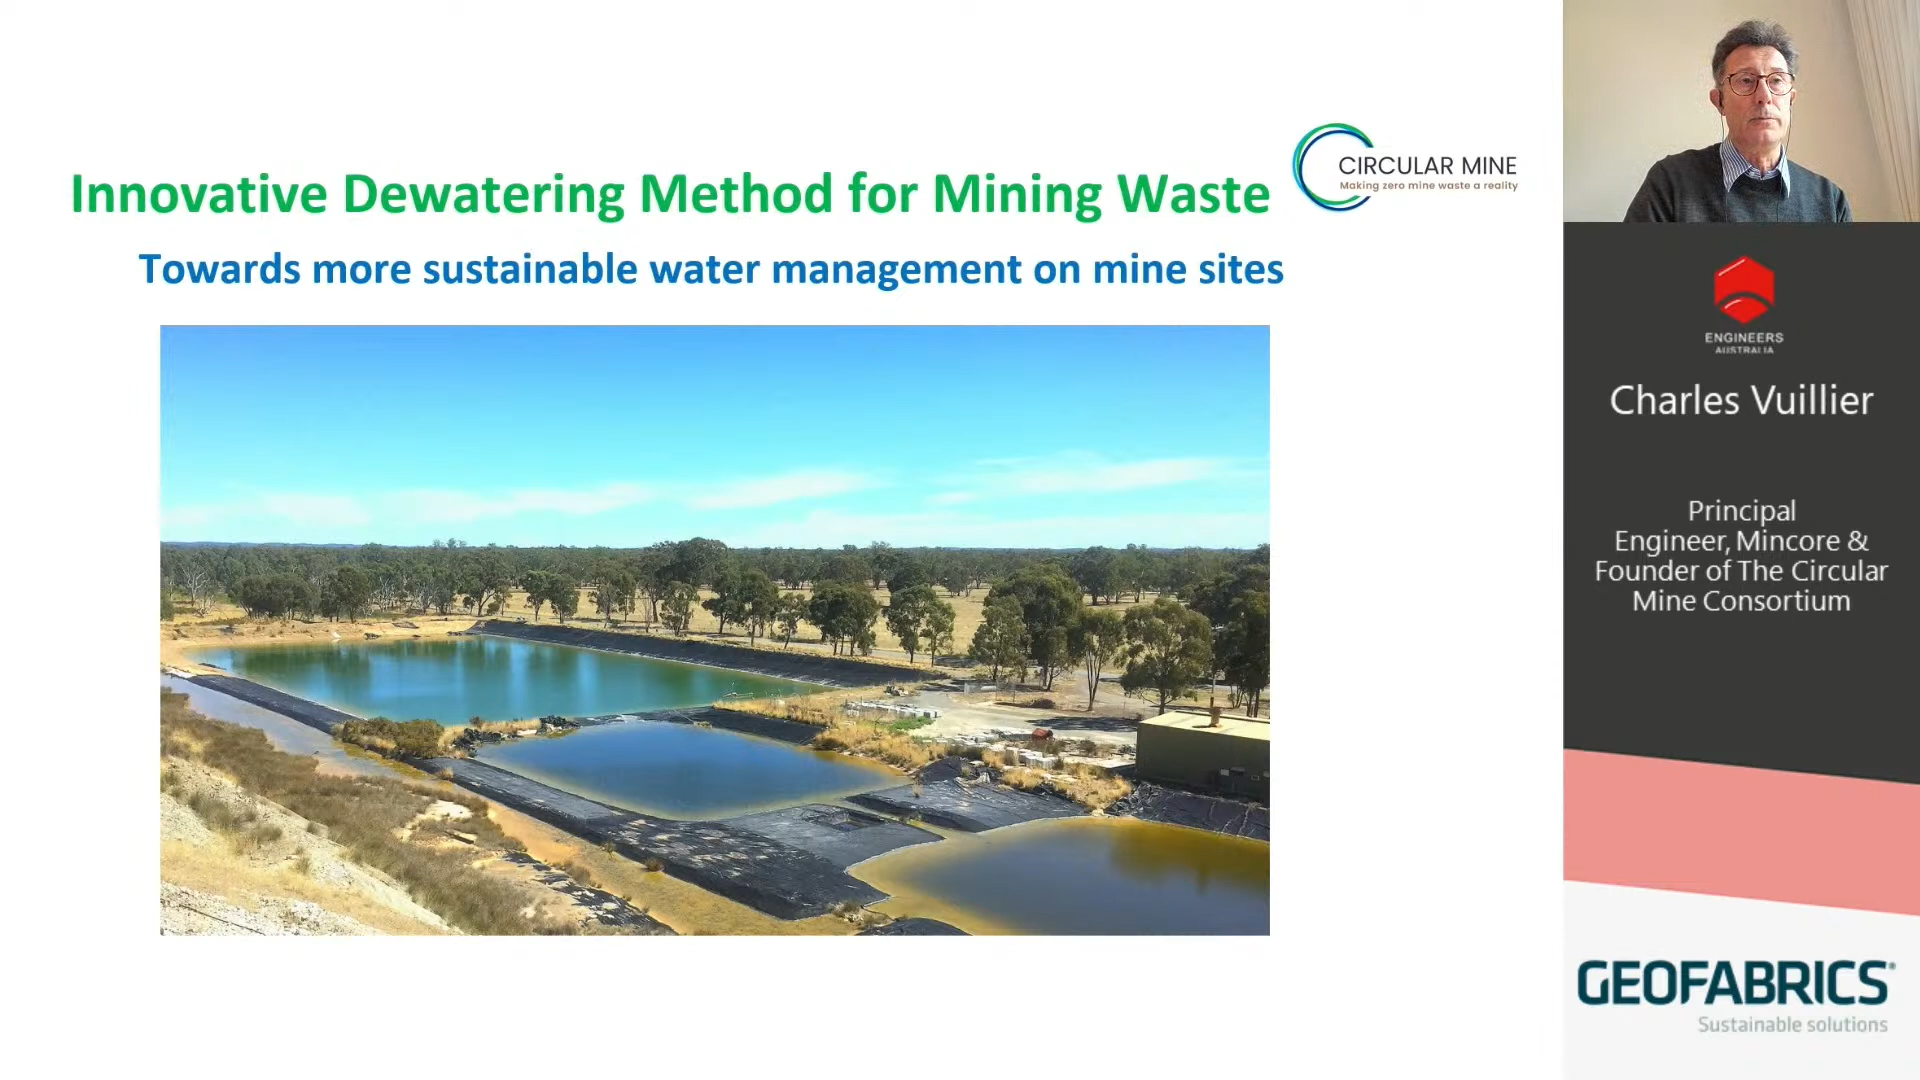 Innovative Dewatering Method for Mining Waste
CIRCULAR MINE
Making zero mine waste a reality
Towards more sustainable water management on mine sites
ENGINEERS
AUSTRALIA
Charles Vuillier
Principal
Engineer, Mincore &
Founder of The Circular
Mine Consortium
GEOFABRICS®
Sustainable solutions